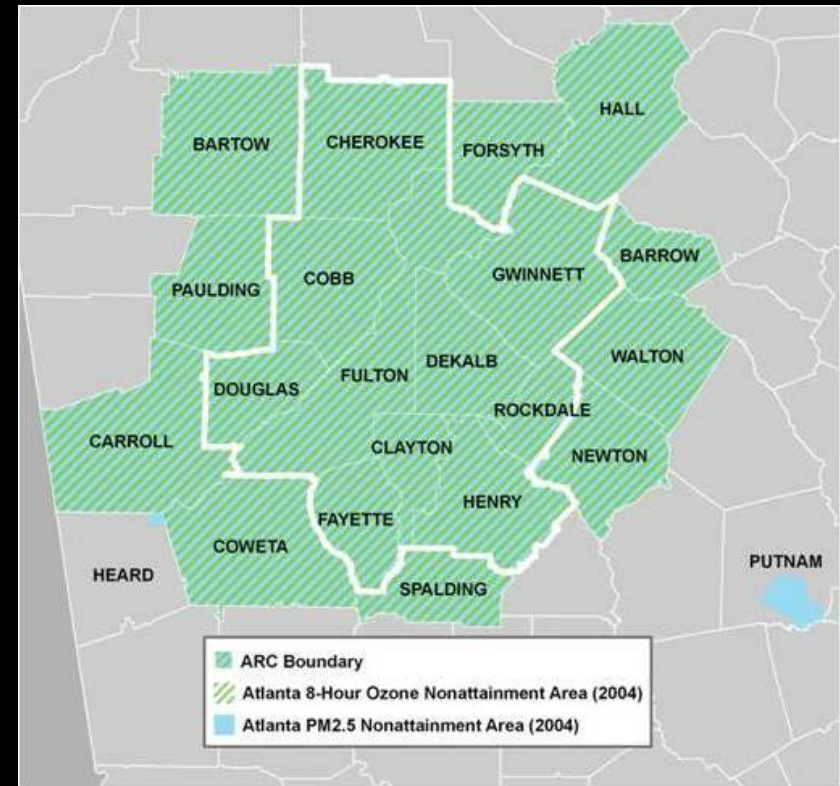 HALL
BARTOW
CHEROKEE
FORSYTH
BARROW
GWINNETT
COBB
PAULDING
WALTON
DEKALB
FULTON
DOUGLAS
ROCKDALE
CARROLL
CLAYTON
NEWTON
HENRY
FAYETTE
COWETA
PUTNAM
HEARD
SPALDING
ARC Boundary
Atlanta 8-Hour Ozone Nonattainment Area (2004)
Atlanta PM2.5 Nonattainment Area (2004)